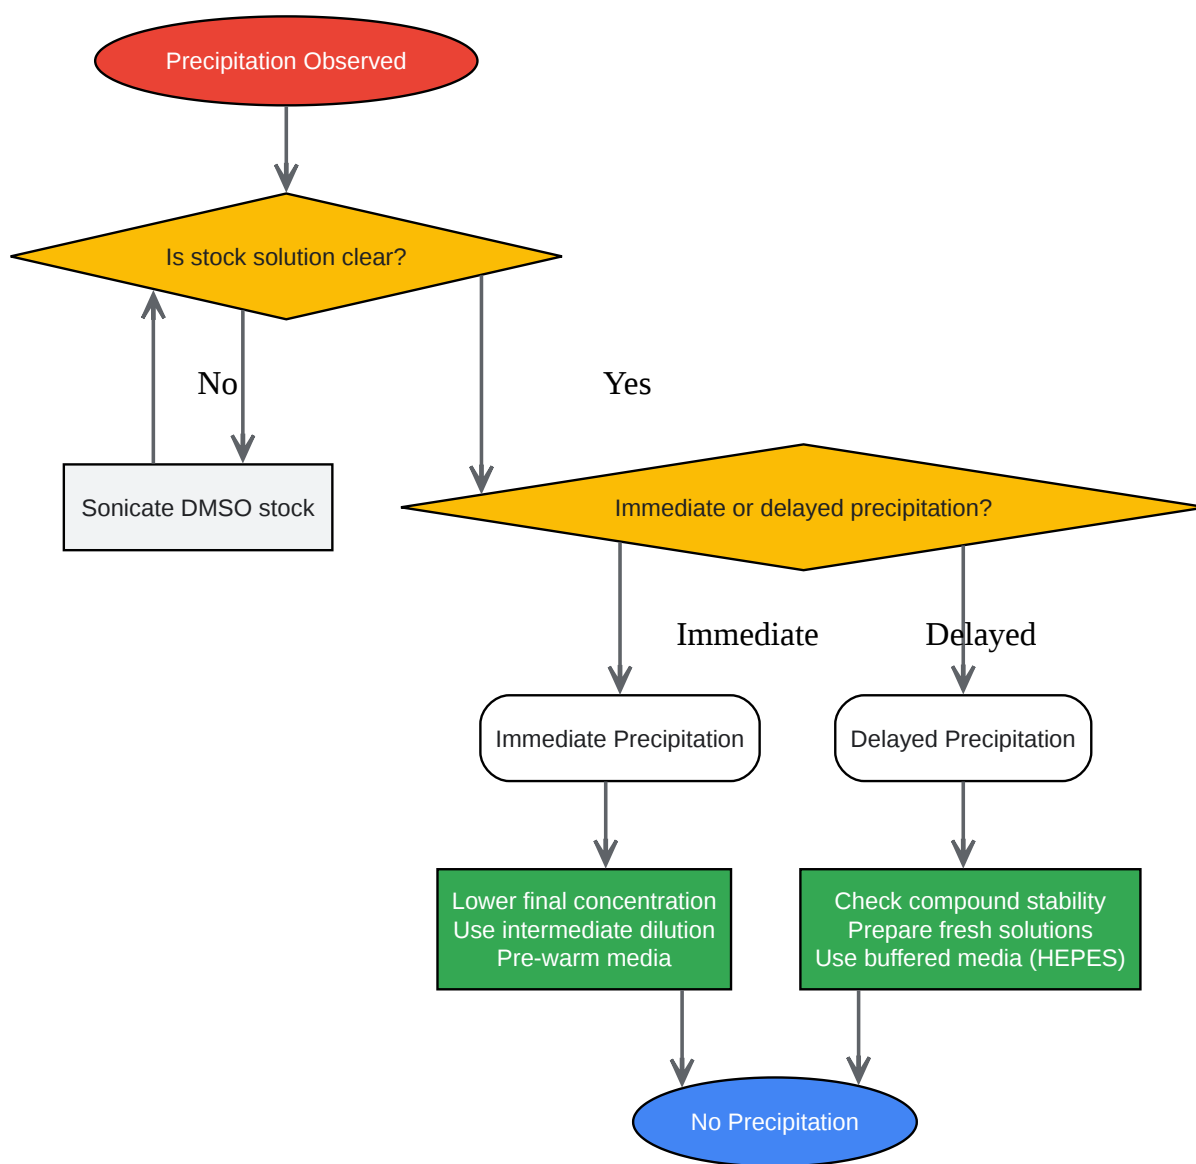 Precipitation Observed
Is stock solution clear?
No
Yes
Sonicate DMSO stock
Immediate or delayed precipitation?
Immediate
Delayed
Immediate Precipitation
Delayed Precipitation
Lower final concentration
Use intermediate dilution
Pre-warm media
Check compound stability
Prepare fresh solutions
Use buffered media (HEPES)
No Precipitation